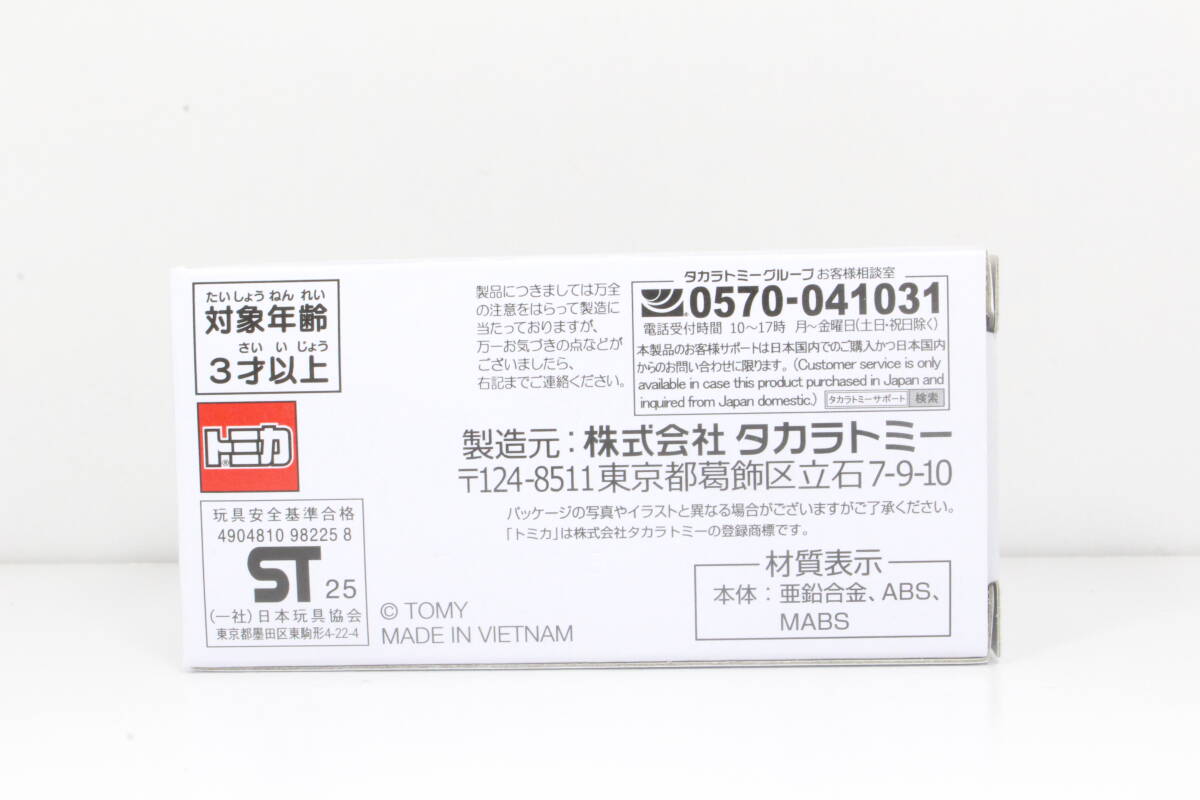 たいしょう ねん れい
対象年齢
さい い じょう
3才以上
トミカ
®
玩具安全基準合格
4904810 98225 8
ST 25
(一社)日本玩具協会
東京都墨田区東駒形4-22-4
© TOMY
MADE IN VIETNAM
製品につきましては万全
の注意をはらって製造に
当たっておりますが、
万一お気づきの点などが
ございましたら、
右記までご連絡ください。
タカラトミーグループ お客様相談室
0570-041031
電話受付時間 10〜17時 月〜金曜日(土日・祝日除く)
本製品のお客様サポートは日本国内でのご購入かつ日本国内
からのお問い合わせに限ります。(Customer service is only
available in case this product purchased in Japan and
inquired from Japan domestic.) タカラトミーサポート 検索
製造元:株式会社 タカラトミー
〒124-8511東京都葛飾区立石7-9-10
パッケージの写真やイラストと異なる場合がございますがご了承ください。
「トミカ」は株式会社タカラトミーの登録商標です。
材質表示
本体:亜鉛合金、ABS、
MABS